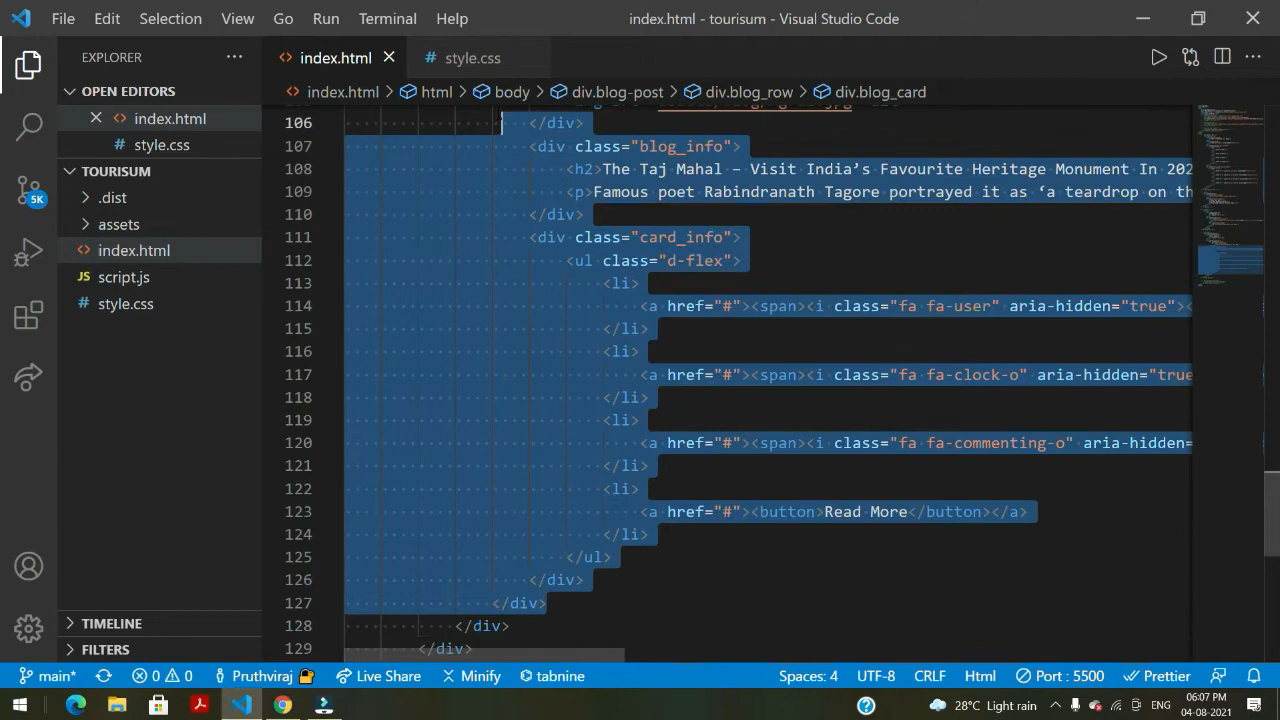 File Edit Selection View Go Run Terminal Help index.html - tourisum - Visual Studio Code
EXPLORER
index.html
# style.css
OPEN EDITORS
index.html
style.css
TOURISUM
.dist
assets
index.html
JS script.js
# style.css
TIMELINE
FILTERS
5K
index.html > html > body > div.blog-post > div.blog_row > div.blog_card
106 </div>
107 <div class="blog_info">
108 <h2>The Taj Mahal – Visit India’s Favourite Heritage Monument In 202
109 <p>Famous poet Rabindranath Tagore portrayed it as ‘a teardrop on th
110 </div>
111 <div class="card_info">
112 <ul class="d-flex">
113 <li>
114 <a href="#"><span><i class="fa fa-user" aria-hidden="true"><
115 </li>
116 <li>
117 <a href="#"><span><i class="fa fa-clock-o" aria-hidden="true
118 </li>
119 <li>
120 <a href="#"><span><i class="fa fa-commenting-o" aria-hidden=
121 </li>
122 <li>
123 <a href="#"><button>Read More</button></a>
124 </li>
125 </ul>
126 </div>
127 </div>
128 </div>
129 </div>
main* 0 0 Pruthviraj Live Share Minify tabnine Spaces: 4 UTF-8 CRLF Html Port : 5500 Prettier
28°C Light rain ENG 06:07 PM
04-08-2021